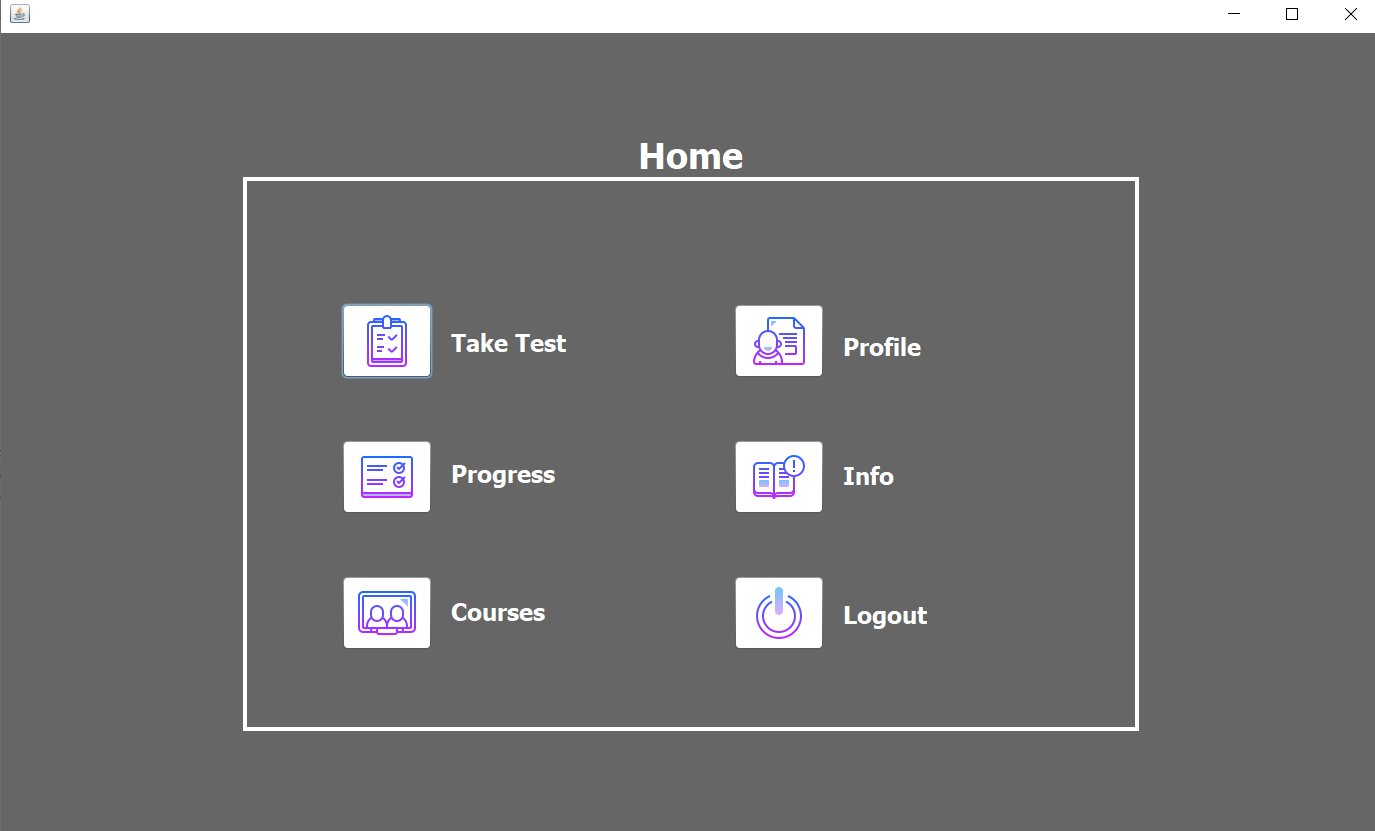 Home
Take Test
Profile
Progress
Info
Courses
Logout